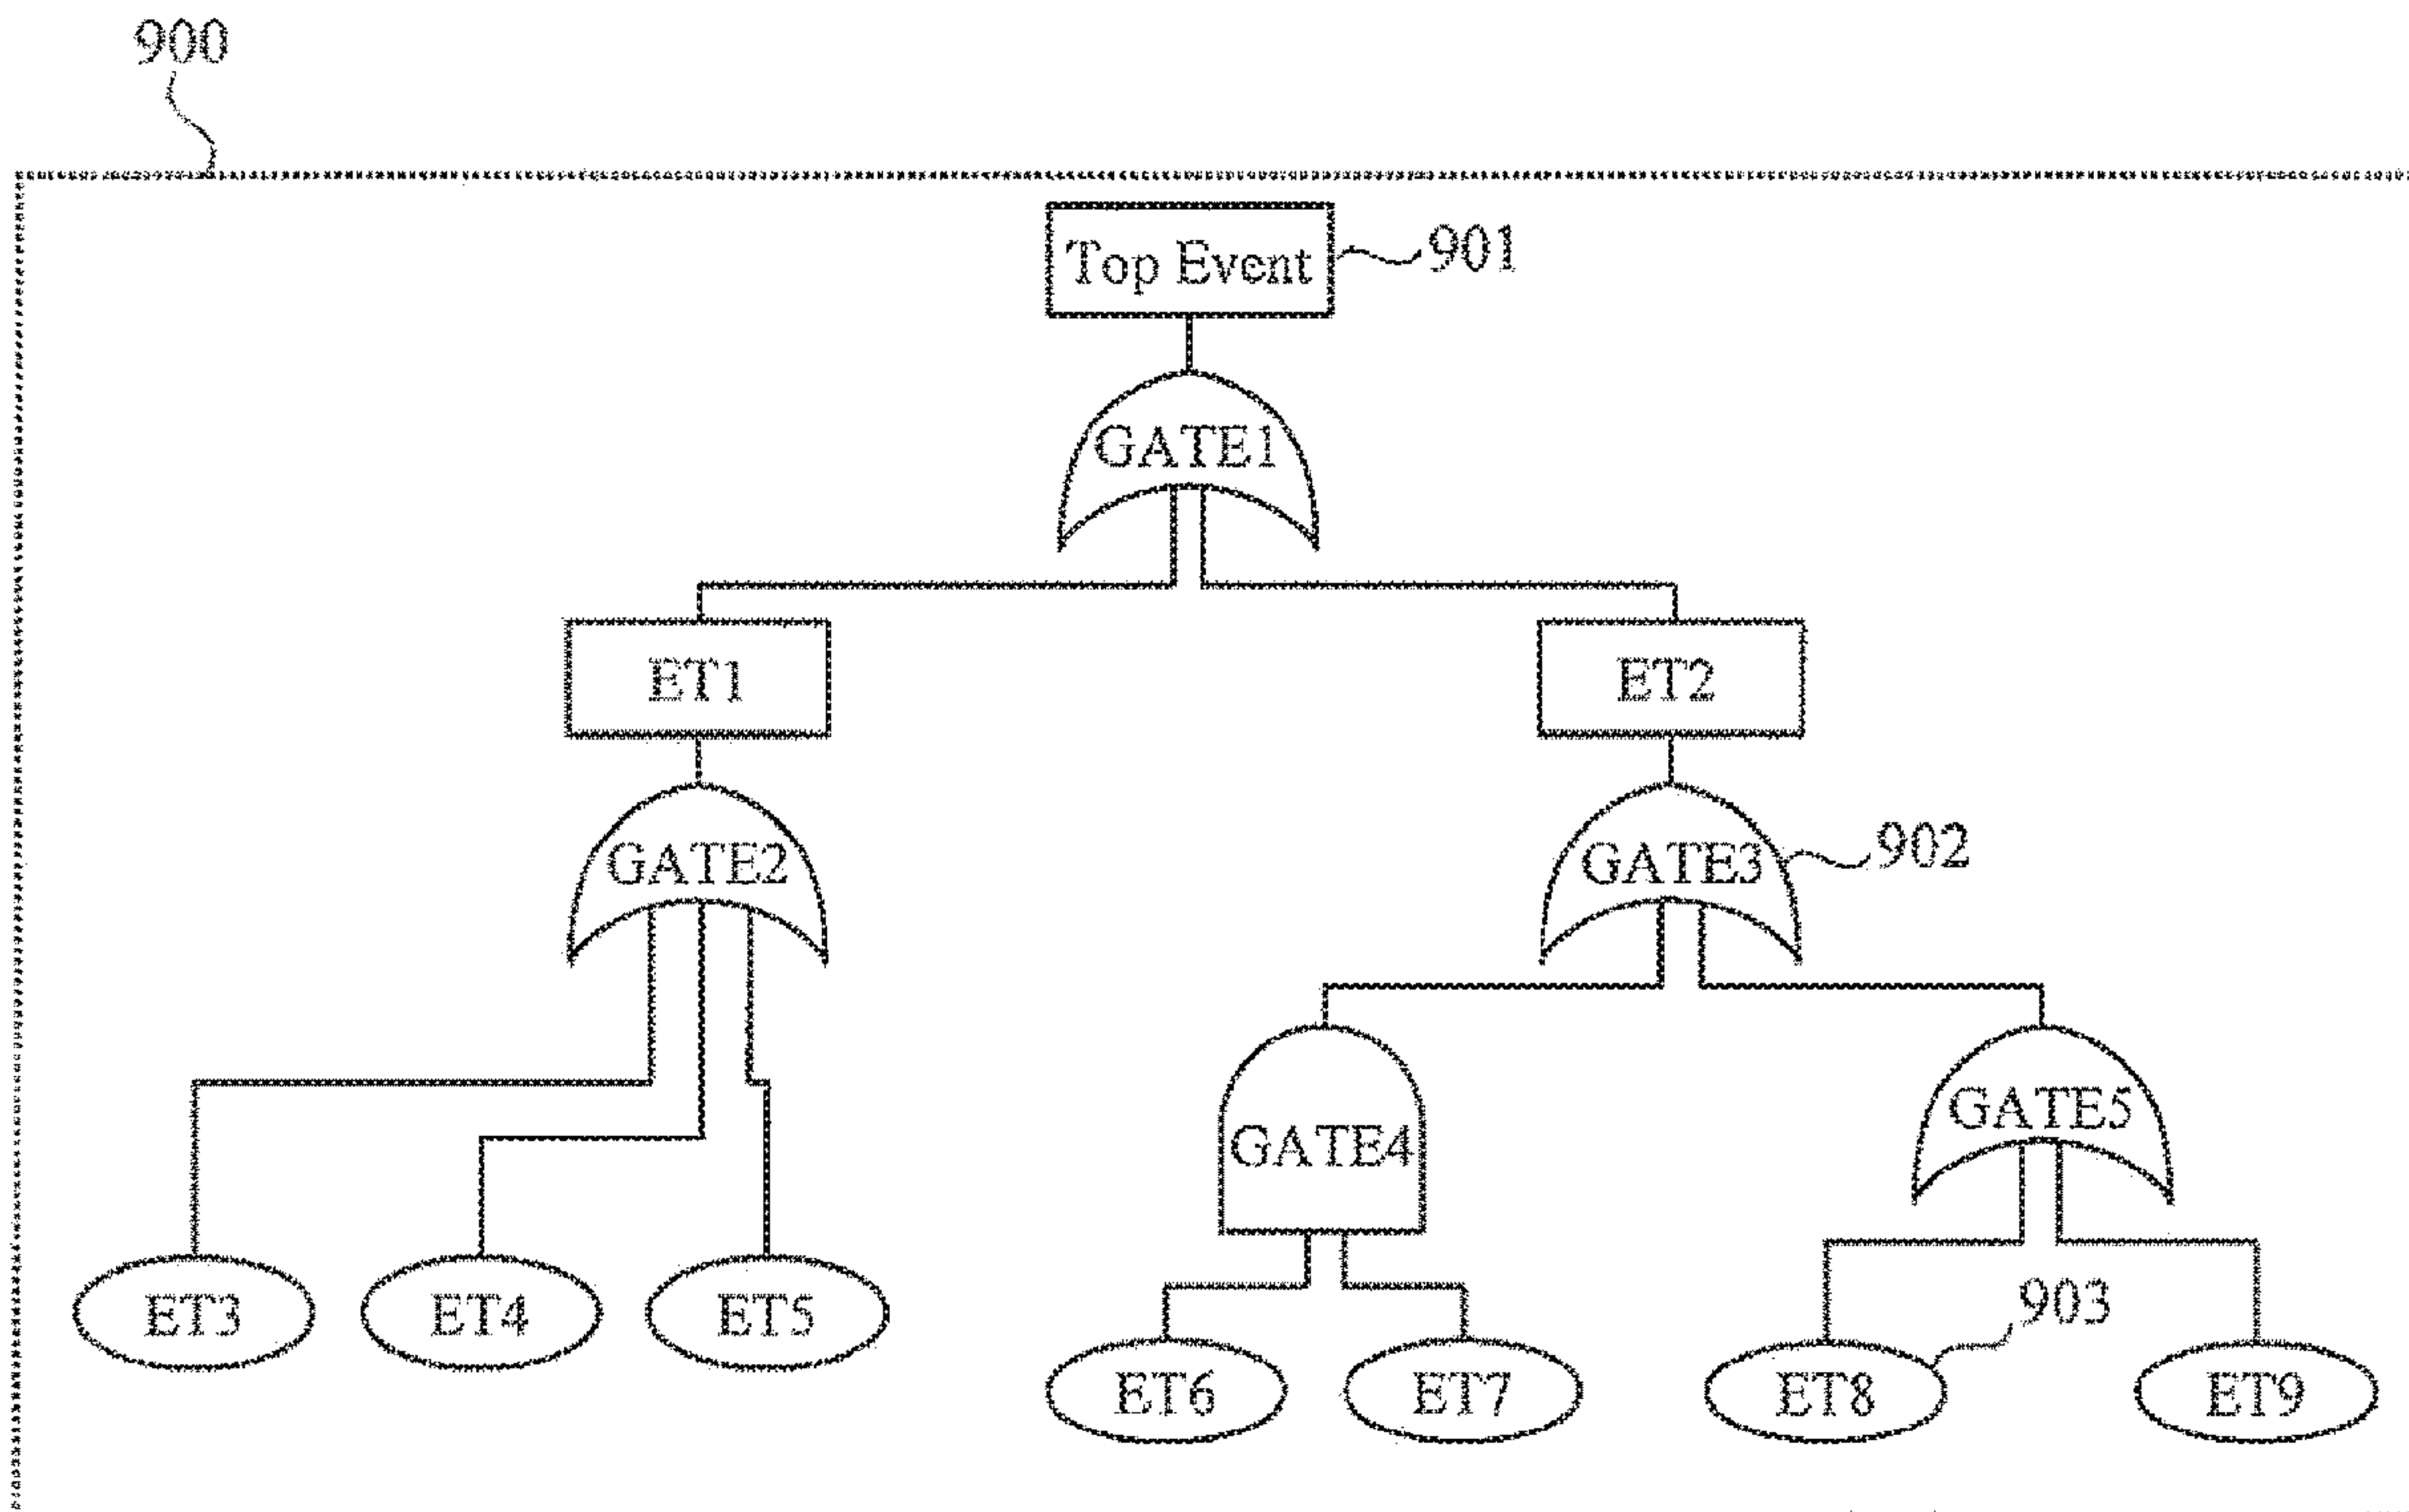 900
Top Event
901
GATE1
ET1
ET2
GATE2
GATE3
902
GATE4
GATE5
ET3
ET4
ET5
903
ET6
ET7
ET8
ET9